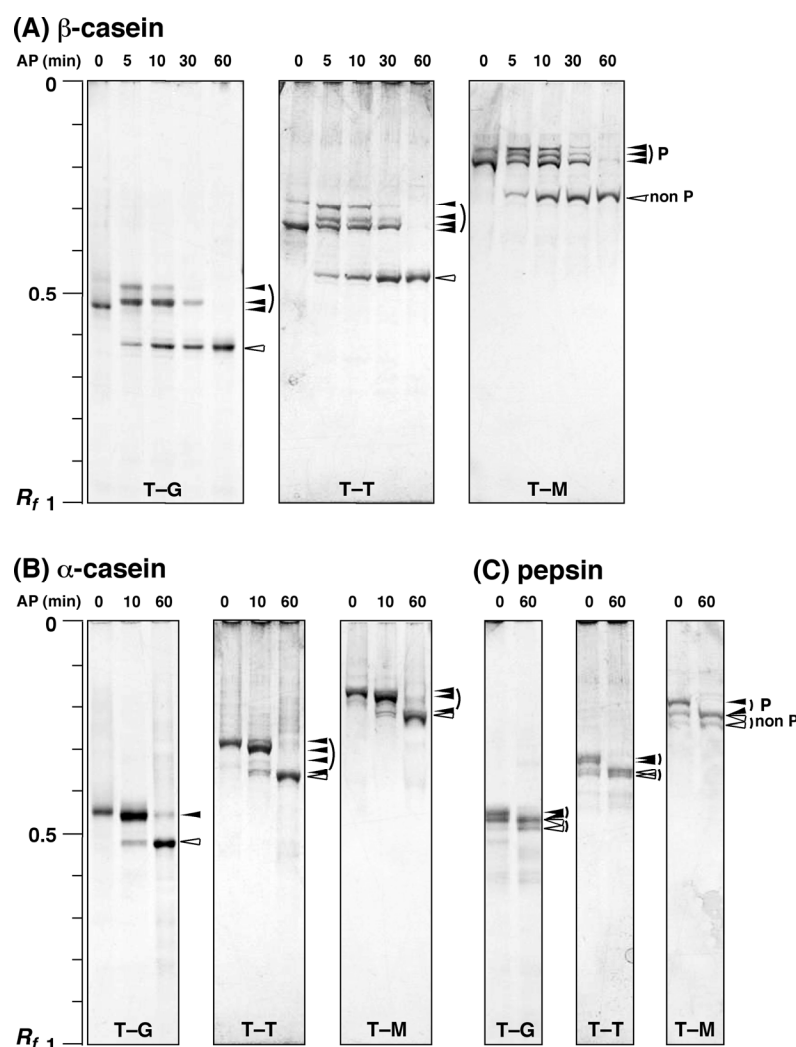 (A) β-casein
AP (min) 0 5 10 30 60 0 5 10 30 60 0 5 10 30 60
0
P
non P
0.5
Rf 1
T–G T–T T–M
(B) α-casein (C) pepsin
AP (min) 0 10 60 0 10 60 0 10 60 0 60 0 60 0 60
0
P
non P
0.5
Rf 1
T–G T–T T–M T–G T–T T–M